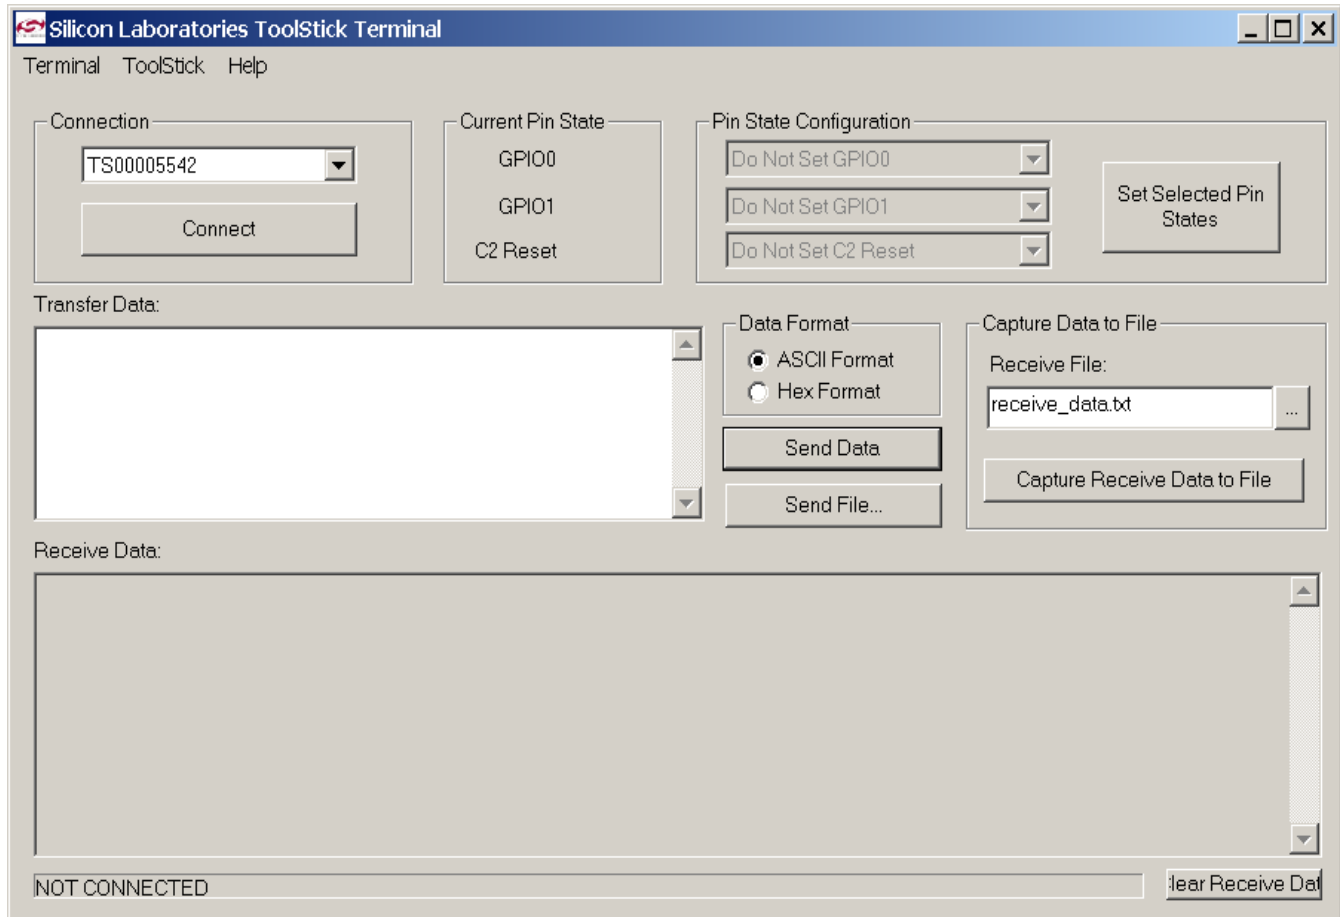 Silicon Laboratories ToolStick Terminal
Terminal ToolStick Help
Connection
TS00005542
Connect
Current Pin State
GPIO0
GPIO1
C2 Reset
Pin State Configuration
Do Not Set GPIO0
Do Not Set GPIO1
Do Not Set C2 Reset
Set Selected Pin
States
Transfer Data:
Data Format
ASCII Format
Hex Format
Send Data
Send File...
Capture Data to File
Receive File:
receive_data.txt
...
Capture Receive Data to File
Receive Data:
NOT CONNECTED
lear Receive Dat